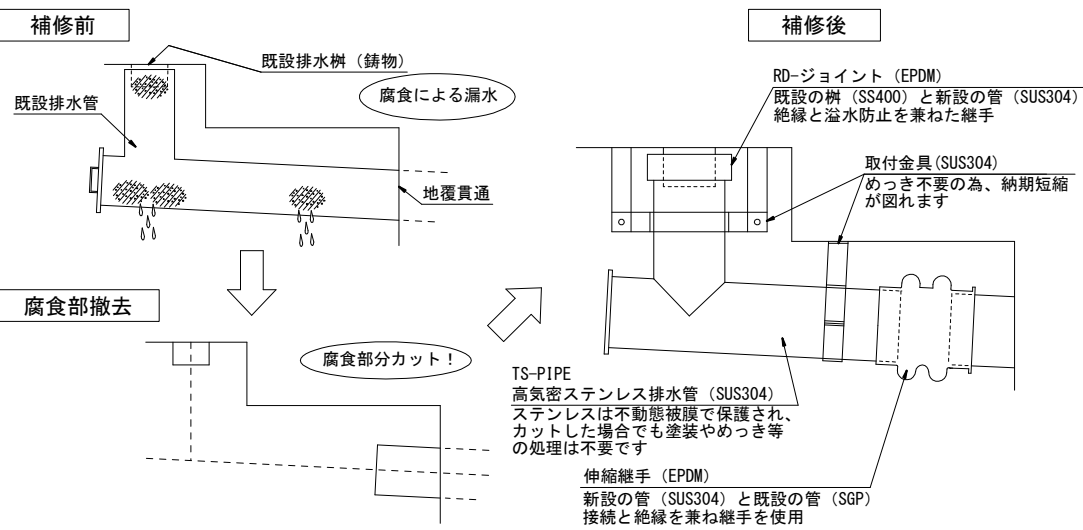 補修前
既設排水桝（鋳物）
腐食による漏水
既設排水管
地覆貫通
腐食部撤去
腐食部分カット！
補修後
RD-ジョイント（EPDM）
既設の桝（SS400）と新設の管（SUS304）
絶縁と溢水防止を兼ねた継手
取付金具(SUS304)
めっき不要の為、納期短縮
が図れます
TS-PIPE
高気密ステンレス排水管（SUS304）
ステンレスは不動態被膜で保護され、
カットした場合でも塗装やめっき等
の処理は不要です
伸縮継手（EPDM）
新設の管（SUS304）と既設の管（SGP）
接続と絶縁を兼ね継手を使用